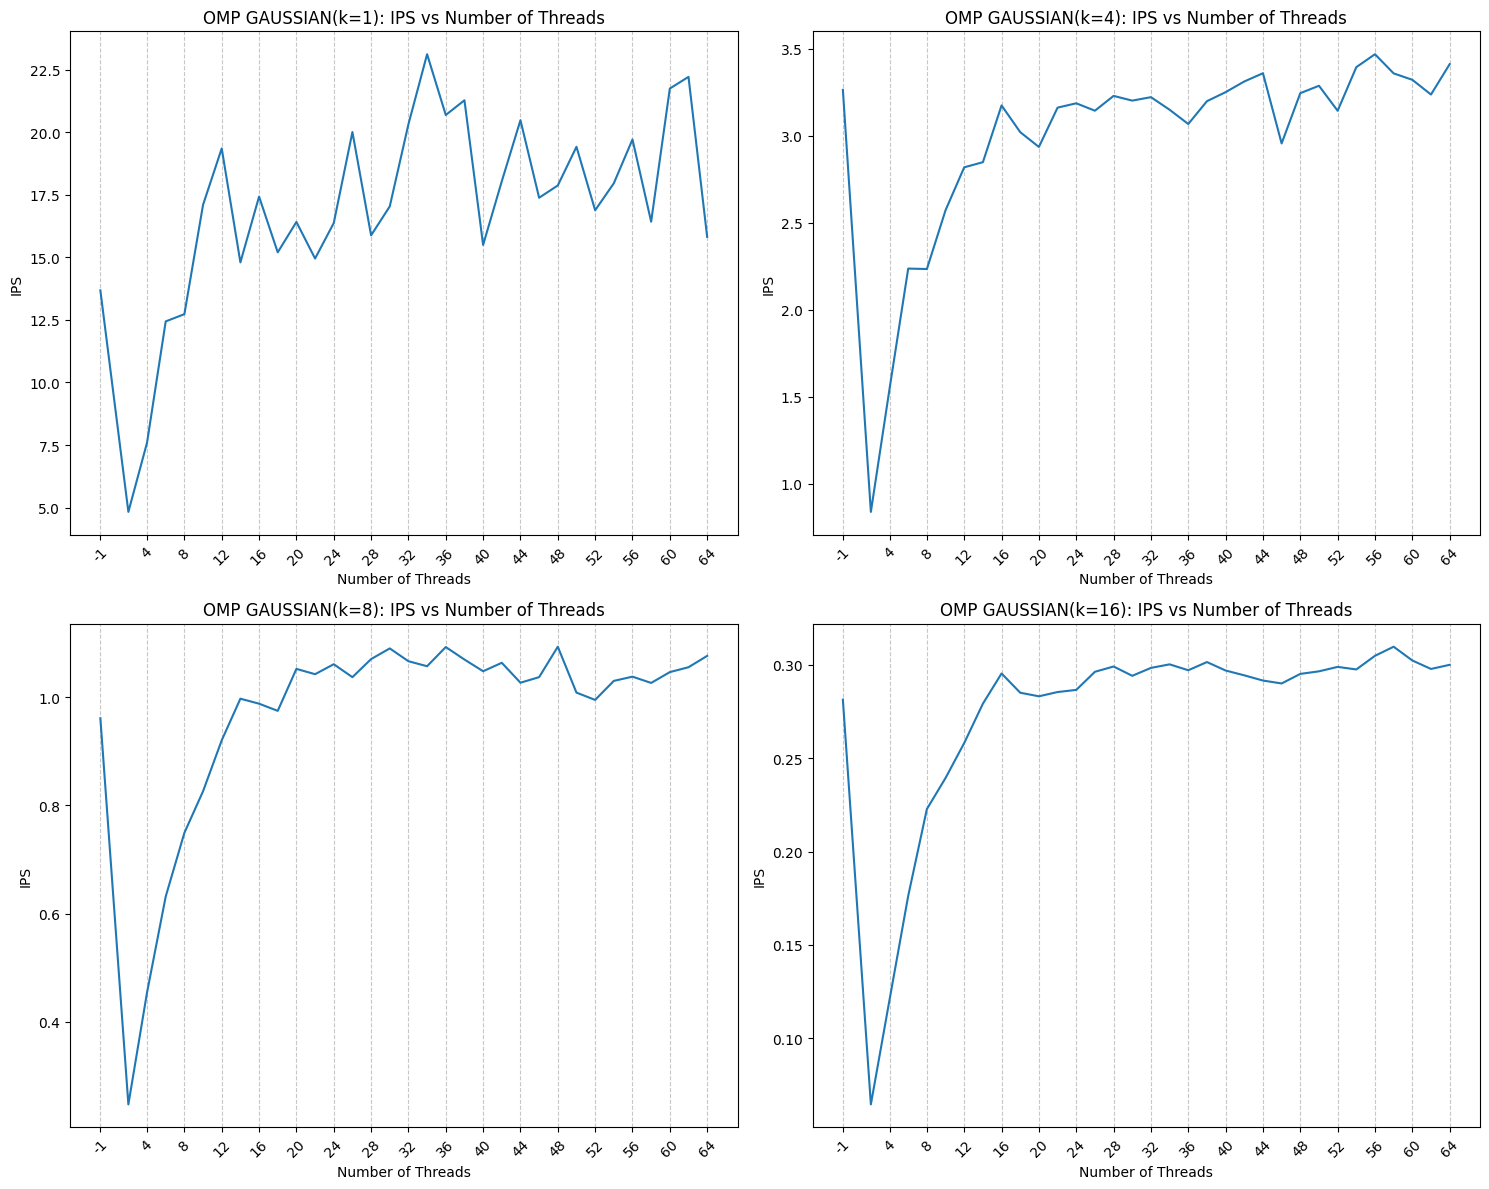 OMP GAUSSIAN(k=1): IPS vs Number of Threads
22.5
20.0
17.5
15.0
12.5
10.0
7.5
5.0
IPS
-1 4 8 12 16 20 24 28 32 36 40 44 48 52 56 60 64
Number of Threads
OMP GAUSSIAN(k=4): IPS vs Number of Threads
3.5
3.0
2.5
2.0
1.5
1.0
IPS
-1 4 8 12 16 20 24 28 32 36 40 44 48 52 56 60 64
Number of Threads
OMP GAUSSIAN(k=8): IPS vs Number of Threads
1.0
0.8
0.6
0.4
IPS
-1 4 8 12 16 20 24 28 32 36 40 44 48 52 56 60 64
Number of Threads
OMP GAUSSIAN(k=16): IPS vs Number of Threads
0.30
0.25
0.20
0.15
0.10
IPS
-1 4 8 12 16 20 24 28 32 36 40 44 48 52 56 60 64
Number of Threads